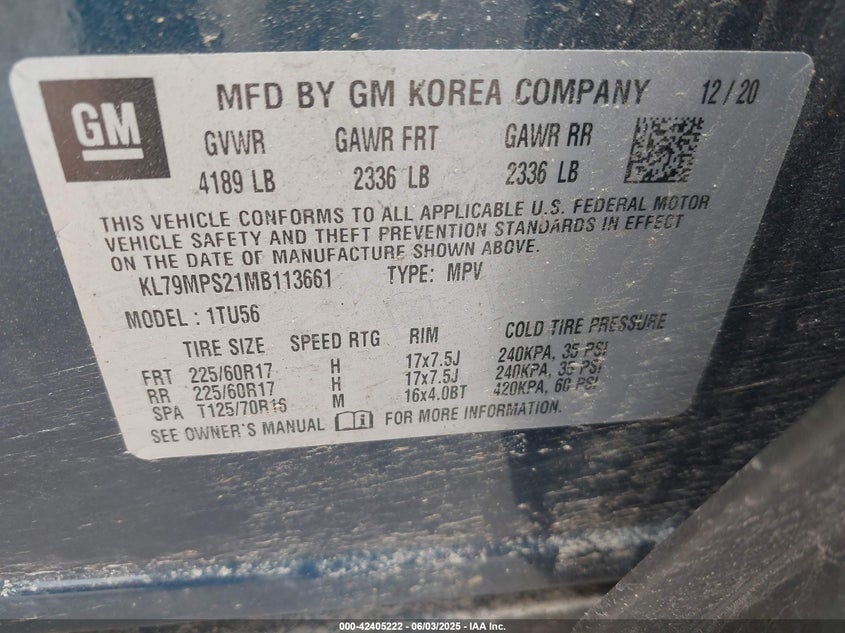 GM
MFD BY GM KOREA COMPANY 12/20
GVWR GAWR FRT GAWR RR
4189 LB 2336 LB 2336 LB
THIS VEHICLE CONFORMS TO ALL APPLICABLE U.S. FEDERAL MOTOR
VEHICLE SAFETY AND THEFT PREVENTION STANDARDS IN EFFECT
ON THE DATE OF MANUFACTURE SHOWN ABOVE.
KL79MPS21MB113661 TYPE: MPV
MODEL : 1TU56
TIRE SIZE SPEED RTG RIM COLD TIRE PRESSURE
FRT 225/60R17 H 17x7.5J 240KPA, 35 PSI
RR 225/60R17 H 17x7.5J 240KPA, 35 PSI
SPA T125/70R16 M 16x4.0BT 420KPA, 60 PSI
SEE OWNER'S MANUAL FOR MORE INFORMATION.
000-42405222 - 06/03/2025 - IAA Inc.